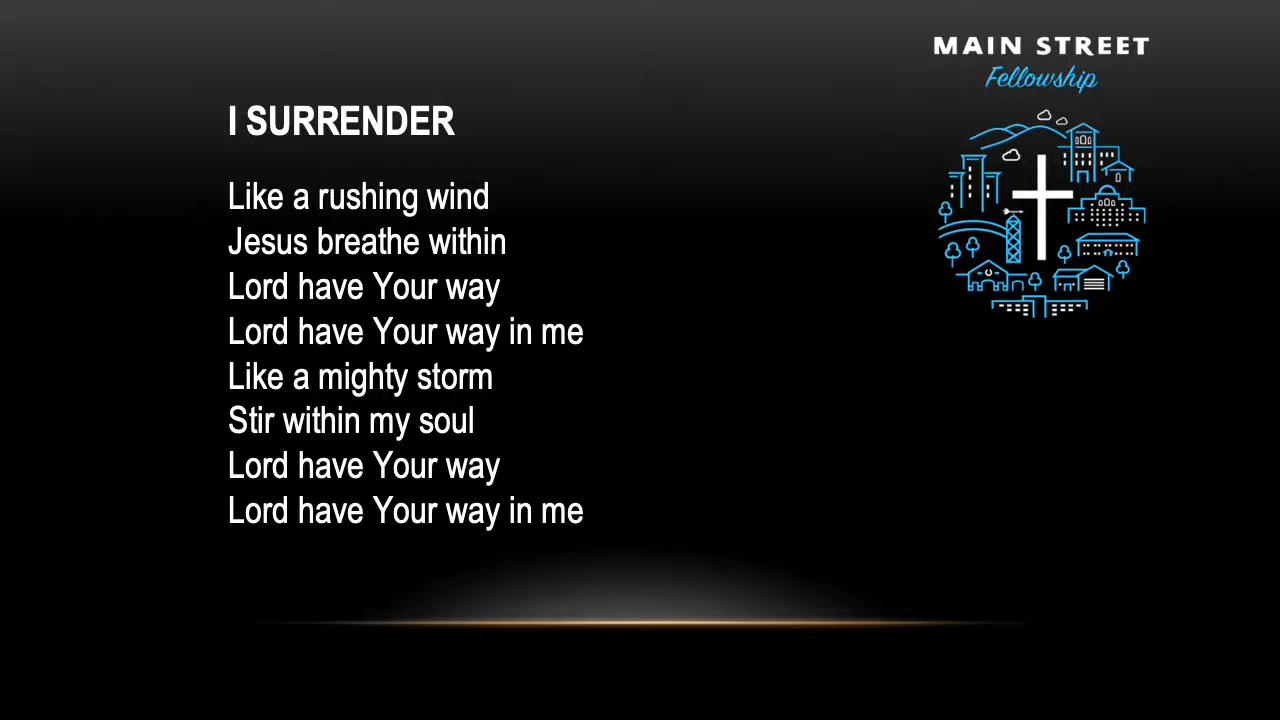 MAIN STREET
Fellowship
I SURRENDER
Like a rushing wind
Jesus breathe within
Lord have Your way
Lord have Your way in me
Like a mighty storm
Stir within my soul
Lord have Your way
Lord have Your way in me